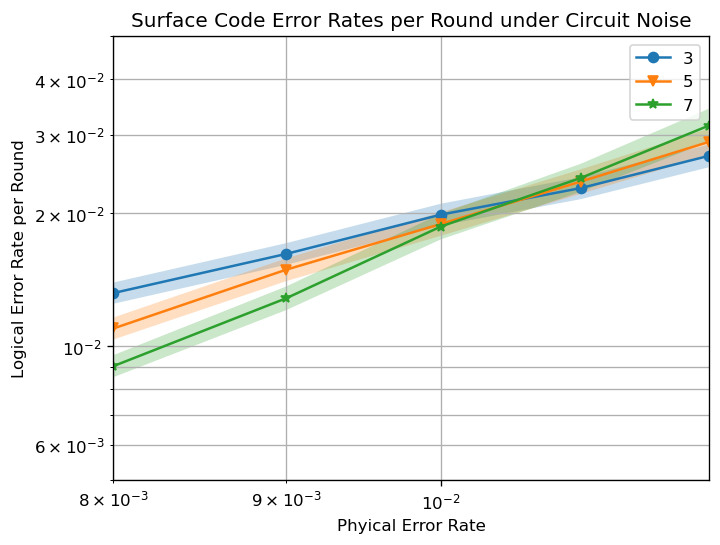 Surface Code Error Rates per Round under Circuit Noise
3
5
7
4 × 10⁻²
3 × 10⁻²
2 × 10⁻²
10⁻²
6 × 10⁻³
Logical Error Rate per Round
8 × 10⁻³
9 × 10⁻³
10⁻²
Phyical Error Rate